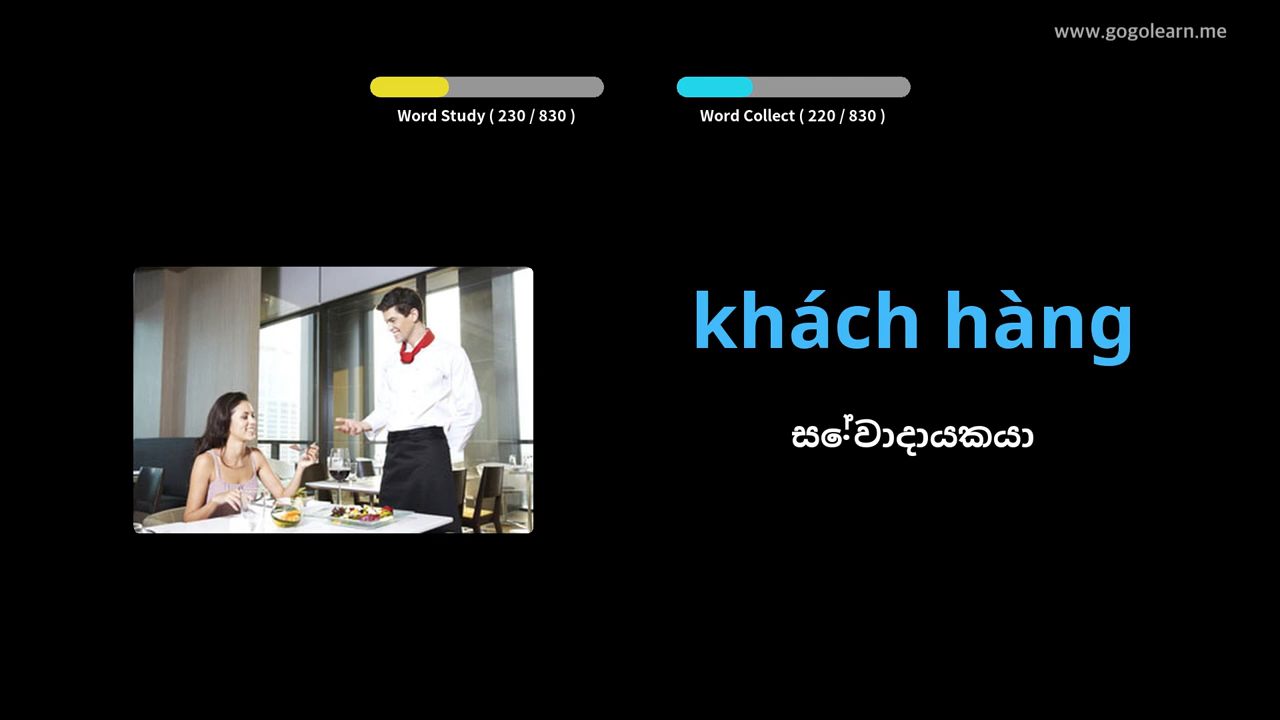 www.gogolearn.me
Word Study ( 230 / 830 )
Word Collect ( 220 / 830 )
khách hàng
සේවාදායකයා